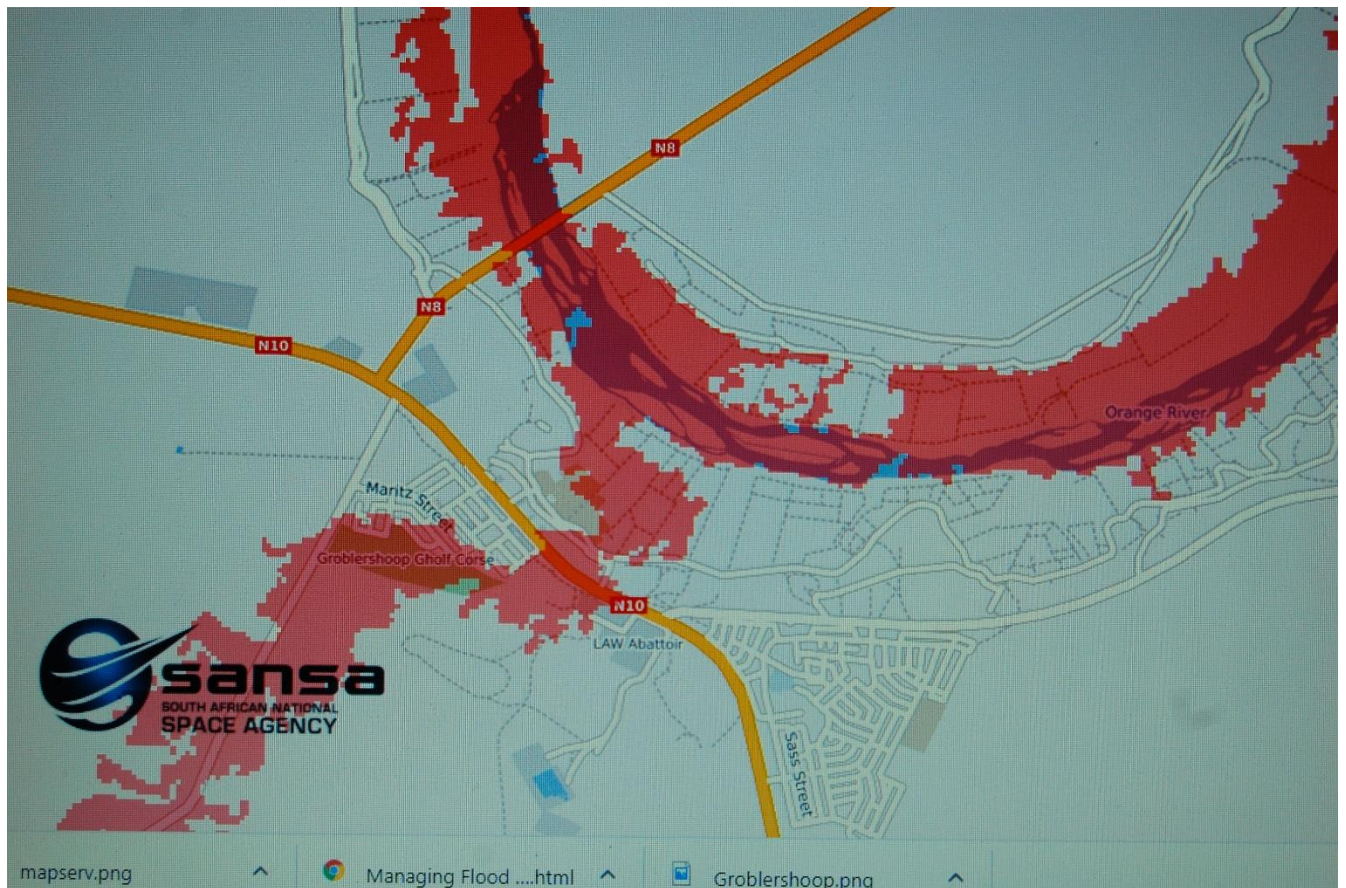 N8
N8
N10
Orange River
Maritz Street
Groblershoop Gholf Corse
N10
LAW Abattoir
sansa
SOUTH AFRICAN NATIONAL
SPACE AGENCY
Sass Street
mapserv.png
Managing Flood ....html
Groblershoop.png